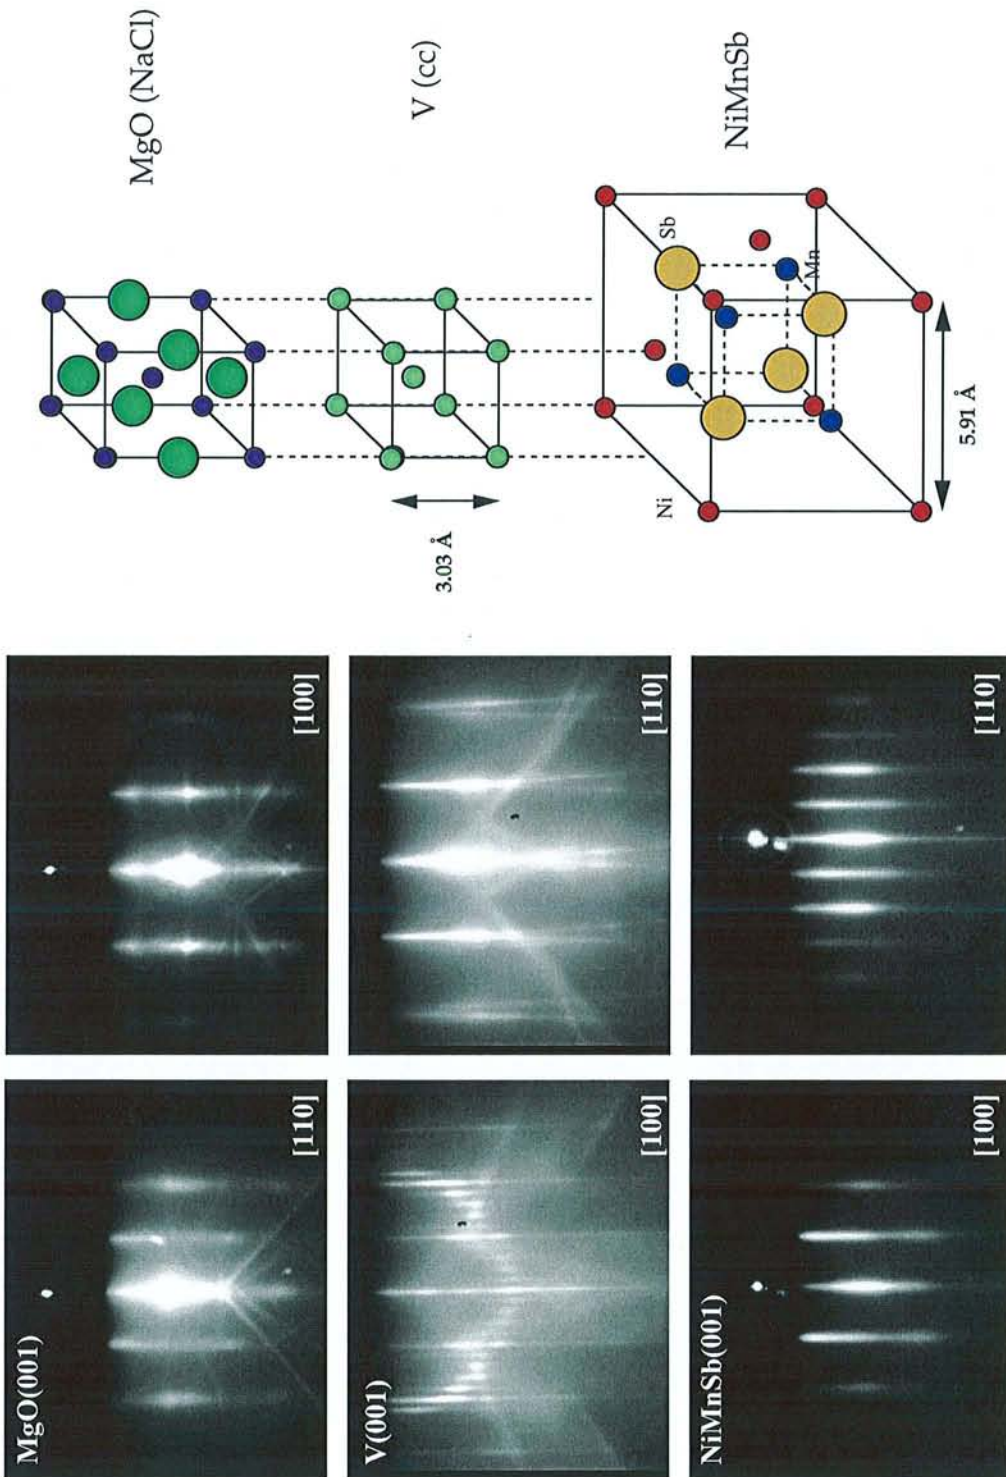 MgO(001)
[110]
[100]
V(001)
[100]
[110]
NiMnSb(001)
[100]
[110]
MgO (NaCl)
V (cc)
3.03 Å
NiMnSb
Ni
Sb
Mn
5.91 Å